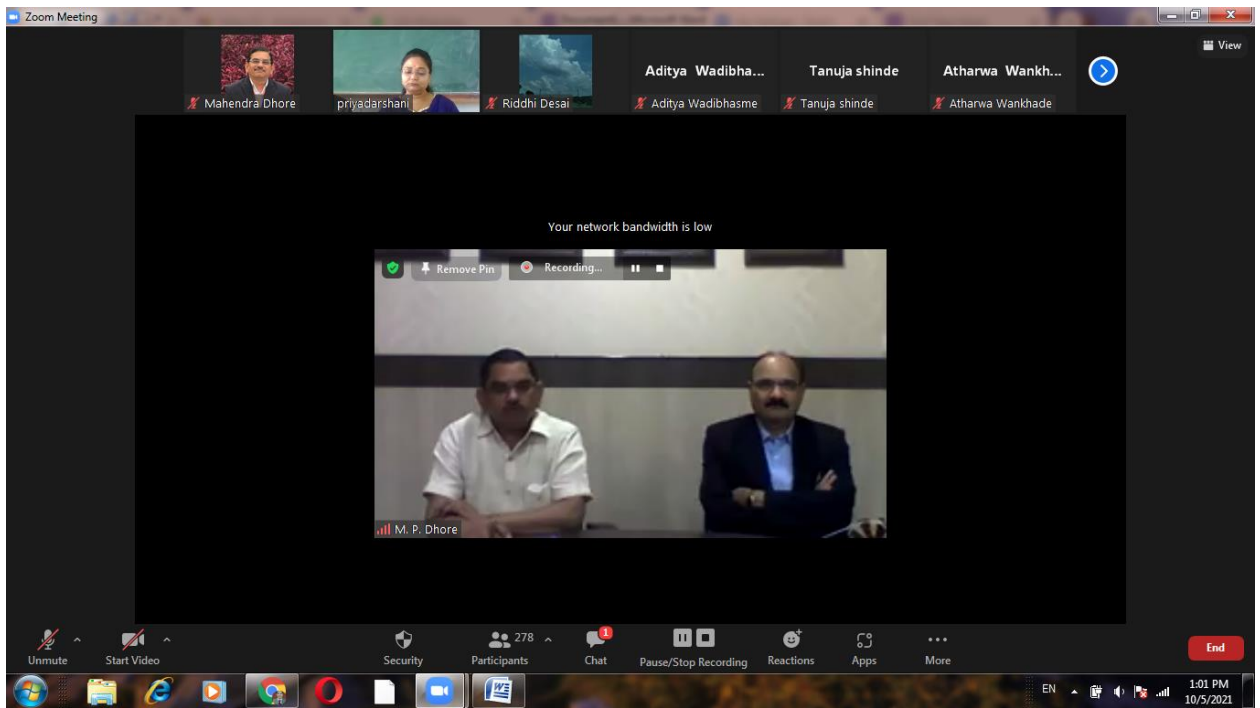 Zoom Meeting
View
Aditya Wadibha...
Tanuja shinde
Atharwa Wankh...
Mahendra Dhore
priyadarshani
Riddhi Desai
Aditya Wadibhasme
Tanuja shinde
Atharwa Wankhade
Your network bandwidth is low
Remove Pin
Recording...
M. P. Dhore
278
1
Unmute
Start Video
Security
Participants
Chat
Pause/Stop Recording
Reactions
Apps
More
End
EN
1:01 PM
10/5/2021